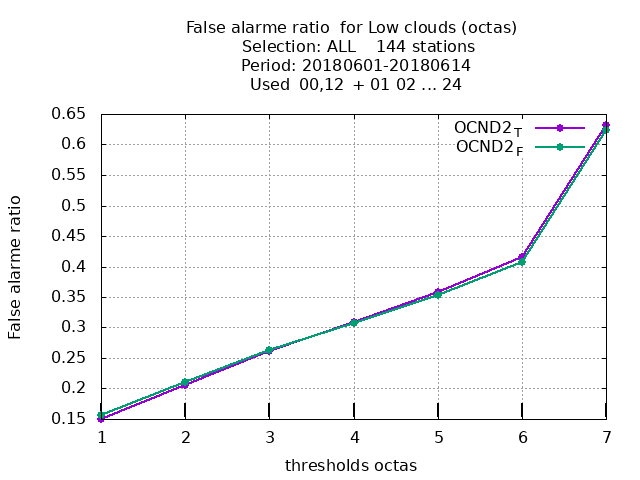 False alarme ratio  for Low clouds (octas)
Selection: ALL    144 stations
Period: 20180601-20180614
Used  00,12  + 01 02 ... 24
OCND2T
OCND2F
False alarme ratio
0.65
0.6
0.55
0.5
0.45
0.4
0.35
0.3
0.25
0.2
0.15
1 2 3 4 5 6 7
thresholds octas